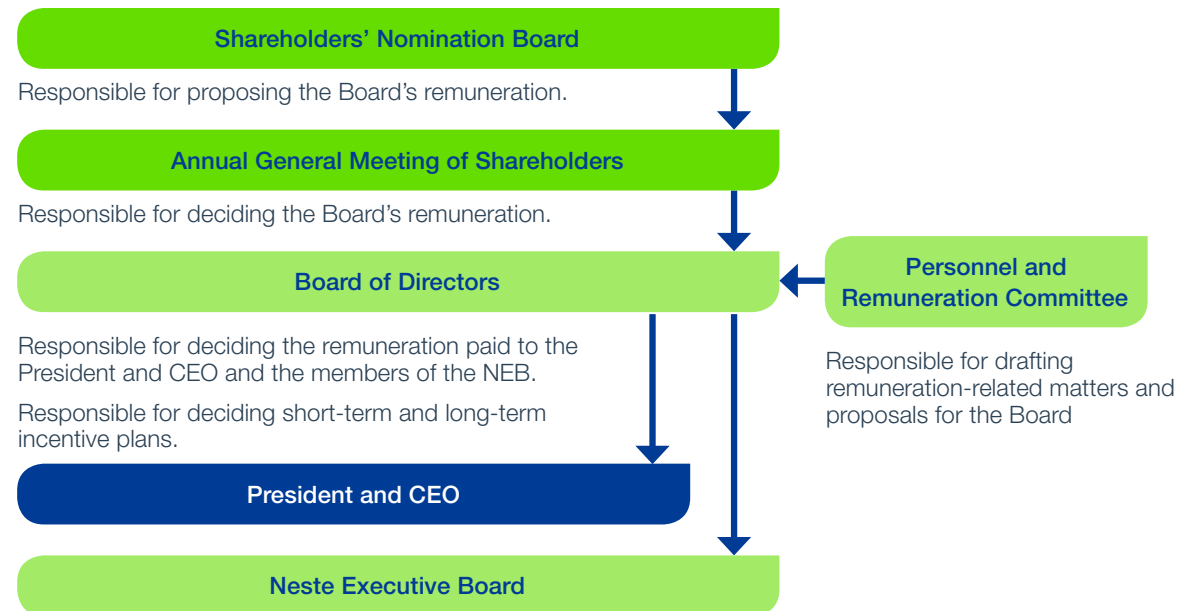 Shareholders’ Nomination Board
Responsible for proposing the Board’s remuneration.
Annual General Meeting of Shareholders
Responsible for deciding the Board’s remuneration.
Board of Directors
Personnel and
Remuneration Committee
Responsible for deciding the remuneration paid to the
President and CEO and the members of the NEB.
Responsible for deciding short-term and long-term
incentive plans.
Responsible for drafting
remuneration-related matters and
proposals for the Board
President and CEO
Neste Executive Board